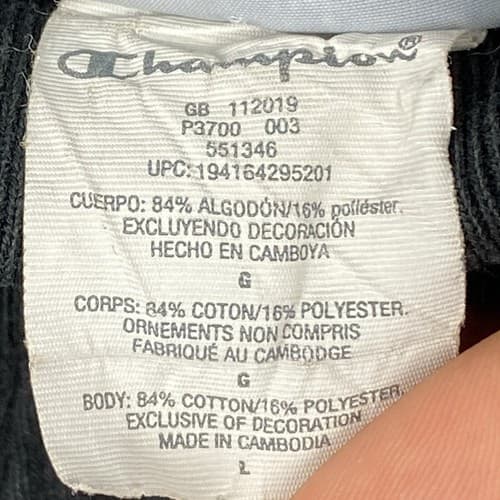 Champion®
GB 112019
P3700 003
551346
UPC: 194164295201
CUERPO: 84% ALGODÓN/16% poliéster.
EXCLUYENDO DECORACIÓN
HECHO EN CAMBOYA
G
CORPS: 84% COTON/16% POLYESTER.
ORNEMENTS NON COMPRIS
FABRIQUÉ AU CAMBODGE
G
BODY: 84% COTTON/16% POLYESTER,
EXCLUSIVE OF DECORATION
MADE IN CAMBODIA
L